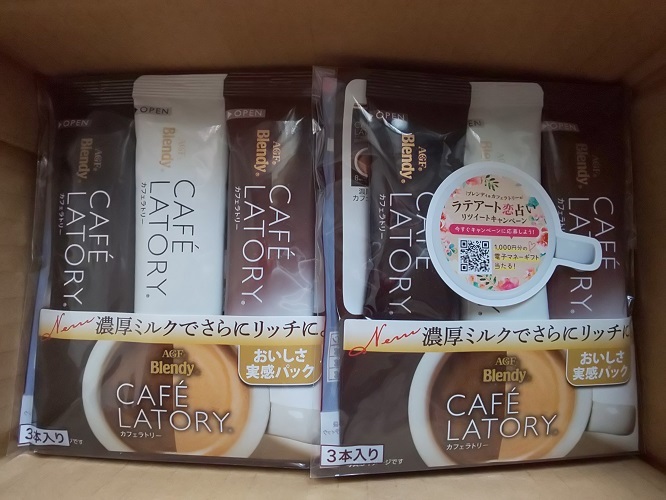 OPEN
AGF
Blendy
CAFÉ
LATORY®
カフェラトリー
OPEN
AGF
Blendy
CAFÉ
LATORY®
カフェラトリー
OPEN
AGF
Blendy
CAFÉ
LATORY®
カフェラトリー
New
濃厚ミルクでさらにリッチに。
おいしさ
実感パック
AGF
Blendy
CAFÉ
LATORY®
カフェラトリー
3本入り
OPEN
AGF
Blendy
CAFÉ
LATORY®
カフェラトリー
Blendy
OPEN
AGF
Blendy
ラテアート恋占い
リツイートキャンペーン
今すぐキャンペーンに応募しよう!
1,000円分の
電子マネーギフト
当たる!
New
濃厚ミルクでさらにリッチに
おいしさ
実感パック
AGF
Blendy
CAFÉ
LATORY®
カフェラトリー
3本入り